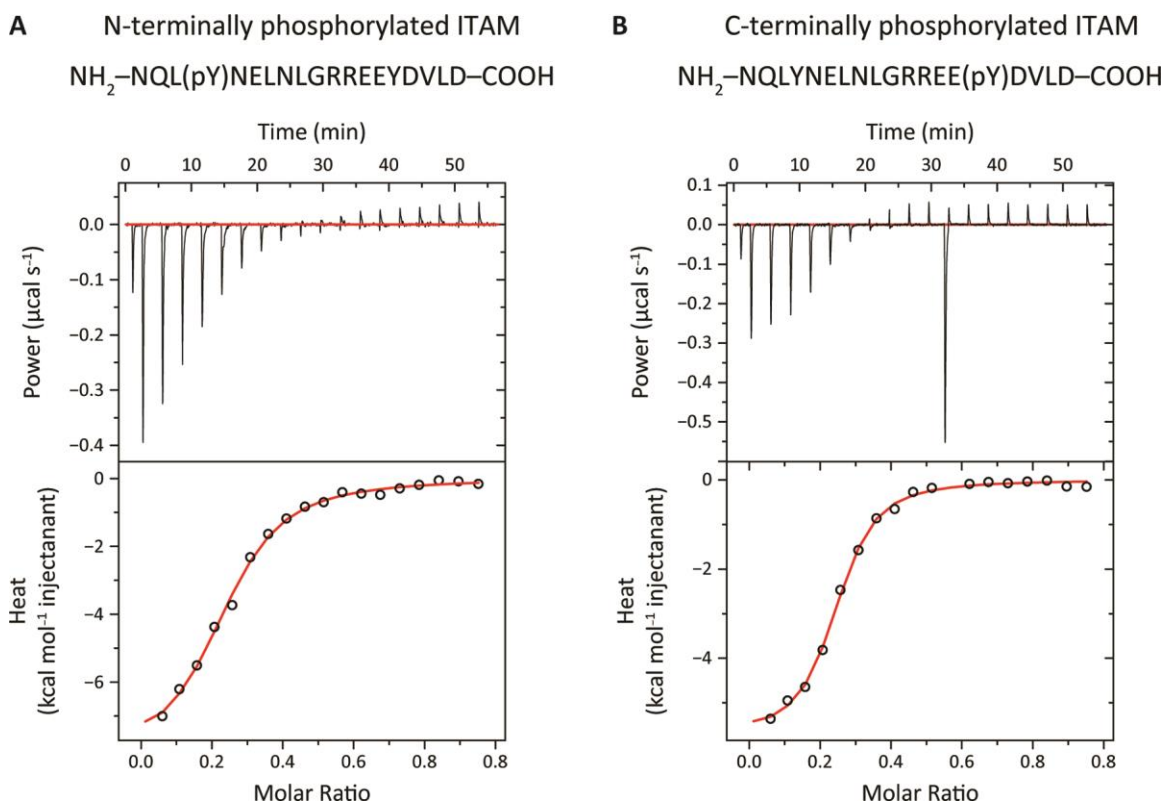 A
N-terminally phosphorylated ITAM
NH2–NQL(pY)NELNLGRREEYDVLD–COOH
Time (min)
0 10 20 30 40 50
0.0
−0.1
−0.2
−0.3
−0.4
Power (μcal s−1)
0
−2
−4
−6
Heat
(kcal mol−1 injectanant)
0.0 0.2 0.4 0.6 0.8
Molar Ratio
B
C-terminally phosphorylated ITAM
NH2–NQLYNELNLGRREE(pY)DVLD–COOH
Time (min)
0 10 20 30 40 50
0.1
0.0
−0.1
−0.2
−0.3
−0.4
−0.5
Power (μcal s−1)
0
−2
−4
Heat
(kcal mol−1 injectanant)
0.0 0.2 0.4 0.6 0.8
Molar Ratio